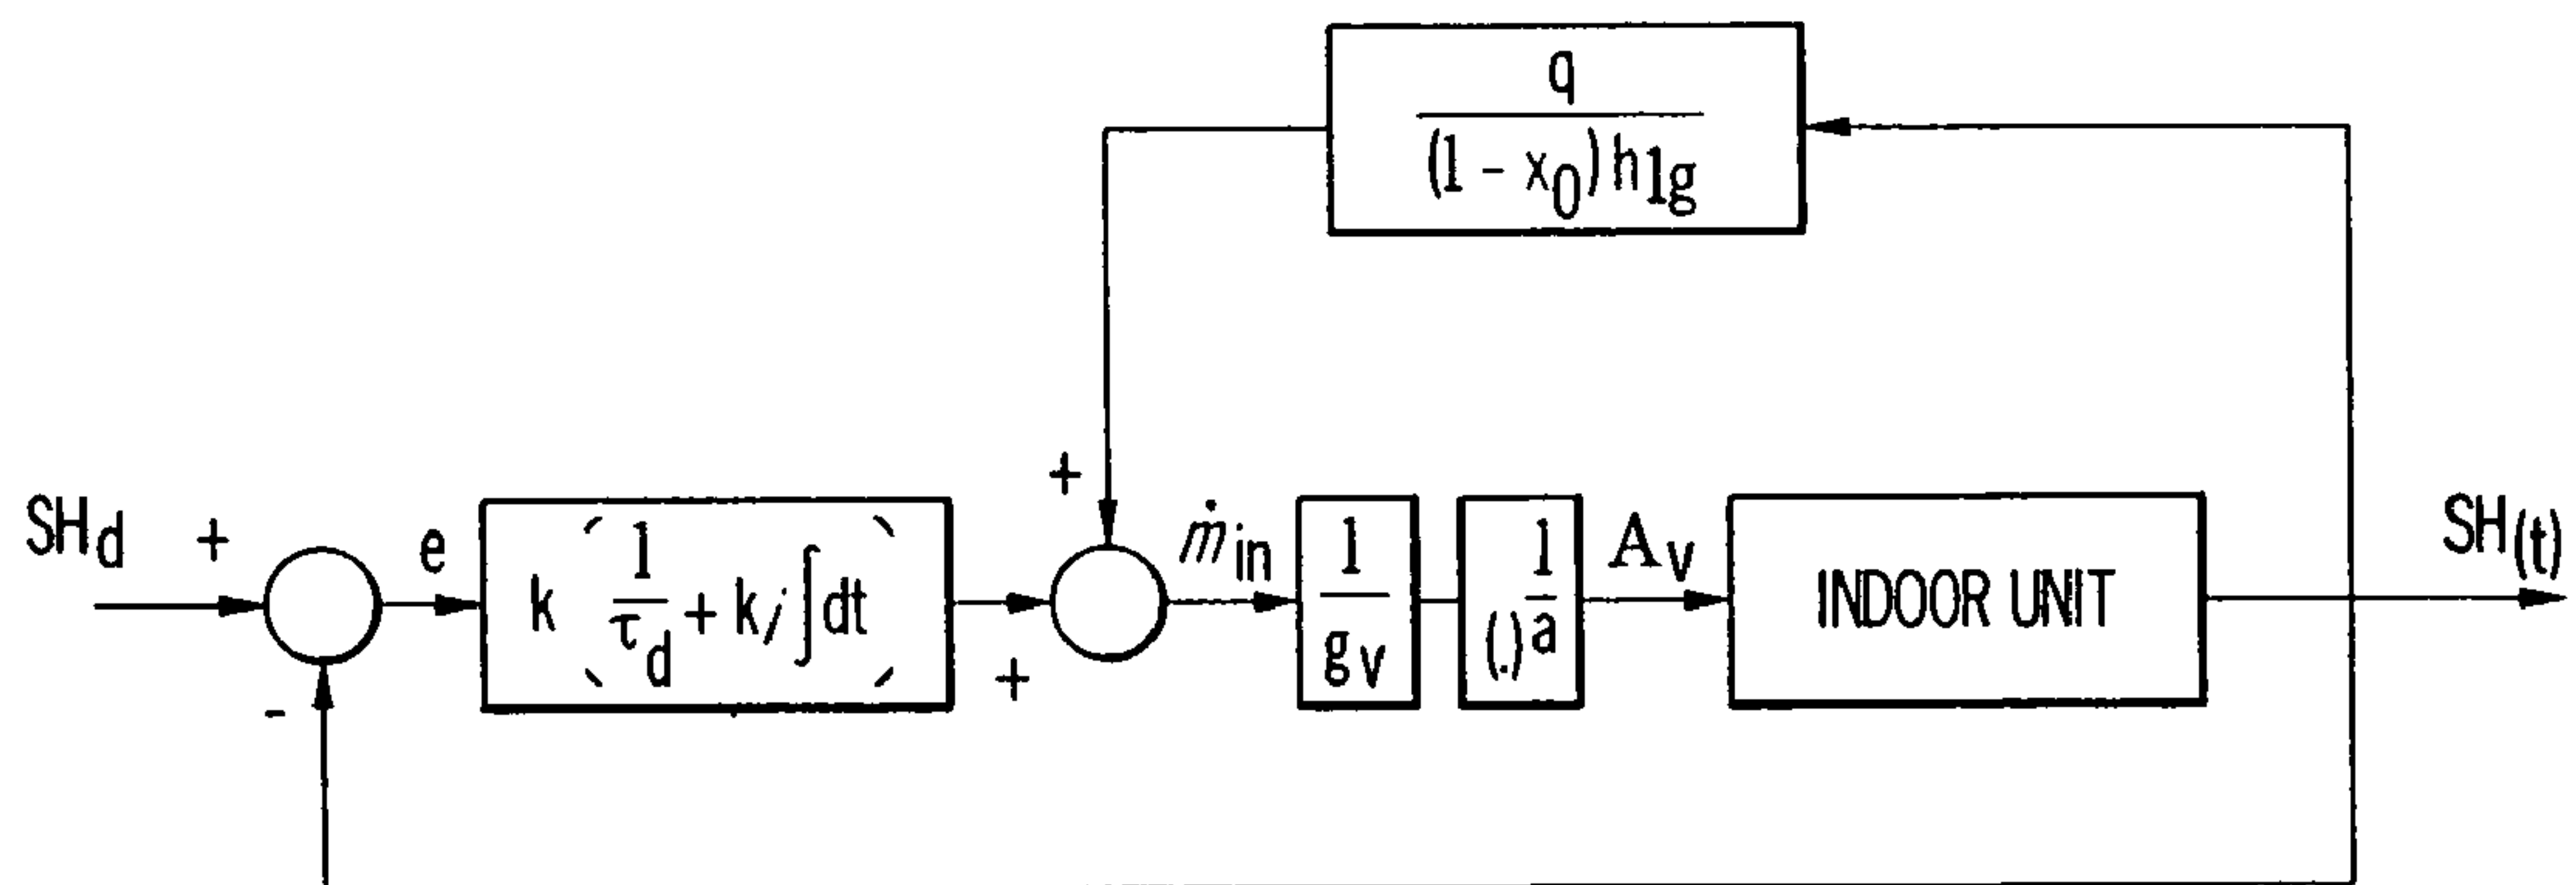 q
(1 - x0) h1g
+
SHd + e k ( 1/τd + ki ∫dt ) + ṁin 1/gv (.)^1/a Av INDOOR UNIT SH(t)
-